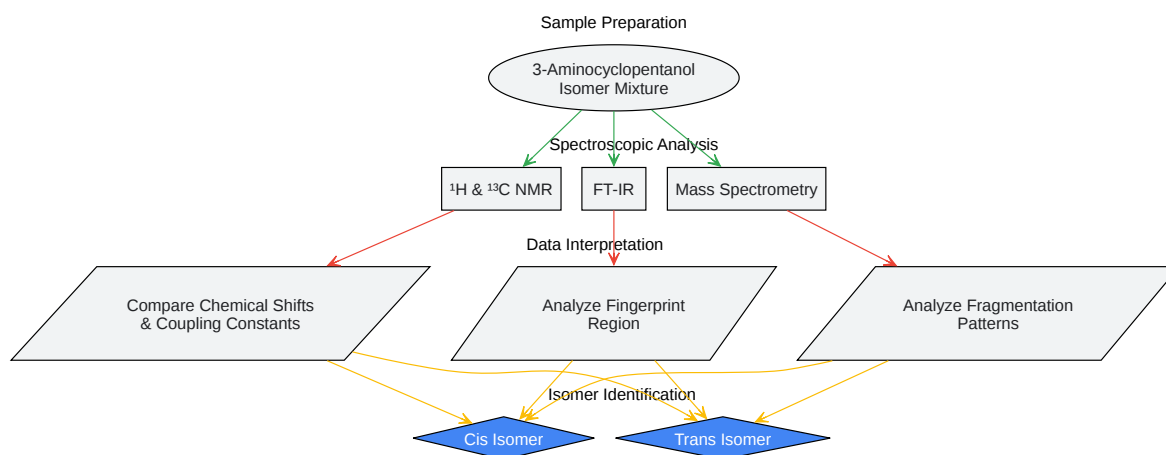 Sample Preparation
3-Aminocyclopentanol
Isomer Mixture
Spectroscopic Analysis
¹H & ¹³C NMR
FT-IR
Mass Spectrometry
Data Interpretation
Compare Chemical Shifts
& Coupling Constants
Analyze Fingerprint
Region
Analyze Fragmentation
Patterns
Isomer Identification
Cis Isomer
Trans Isomer